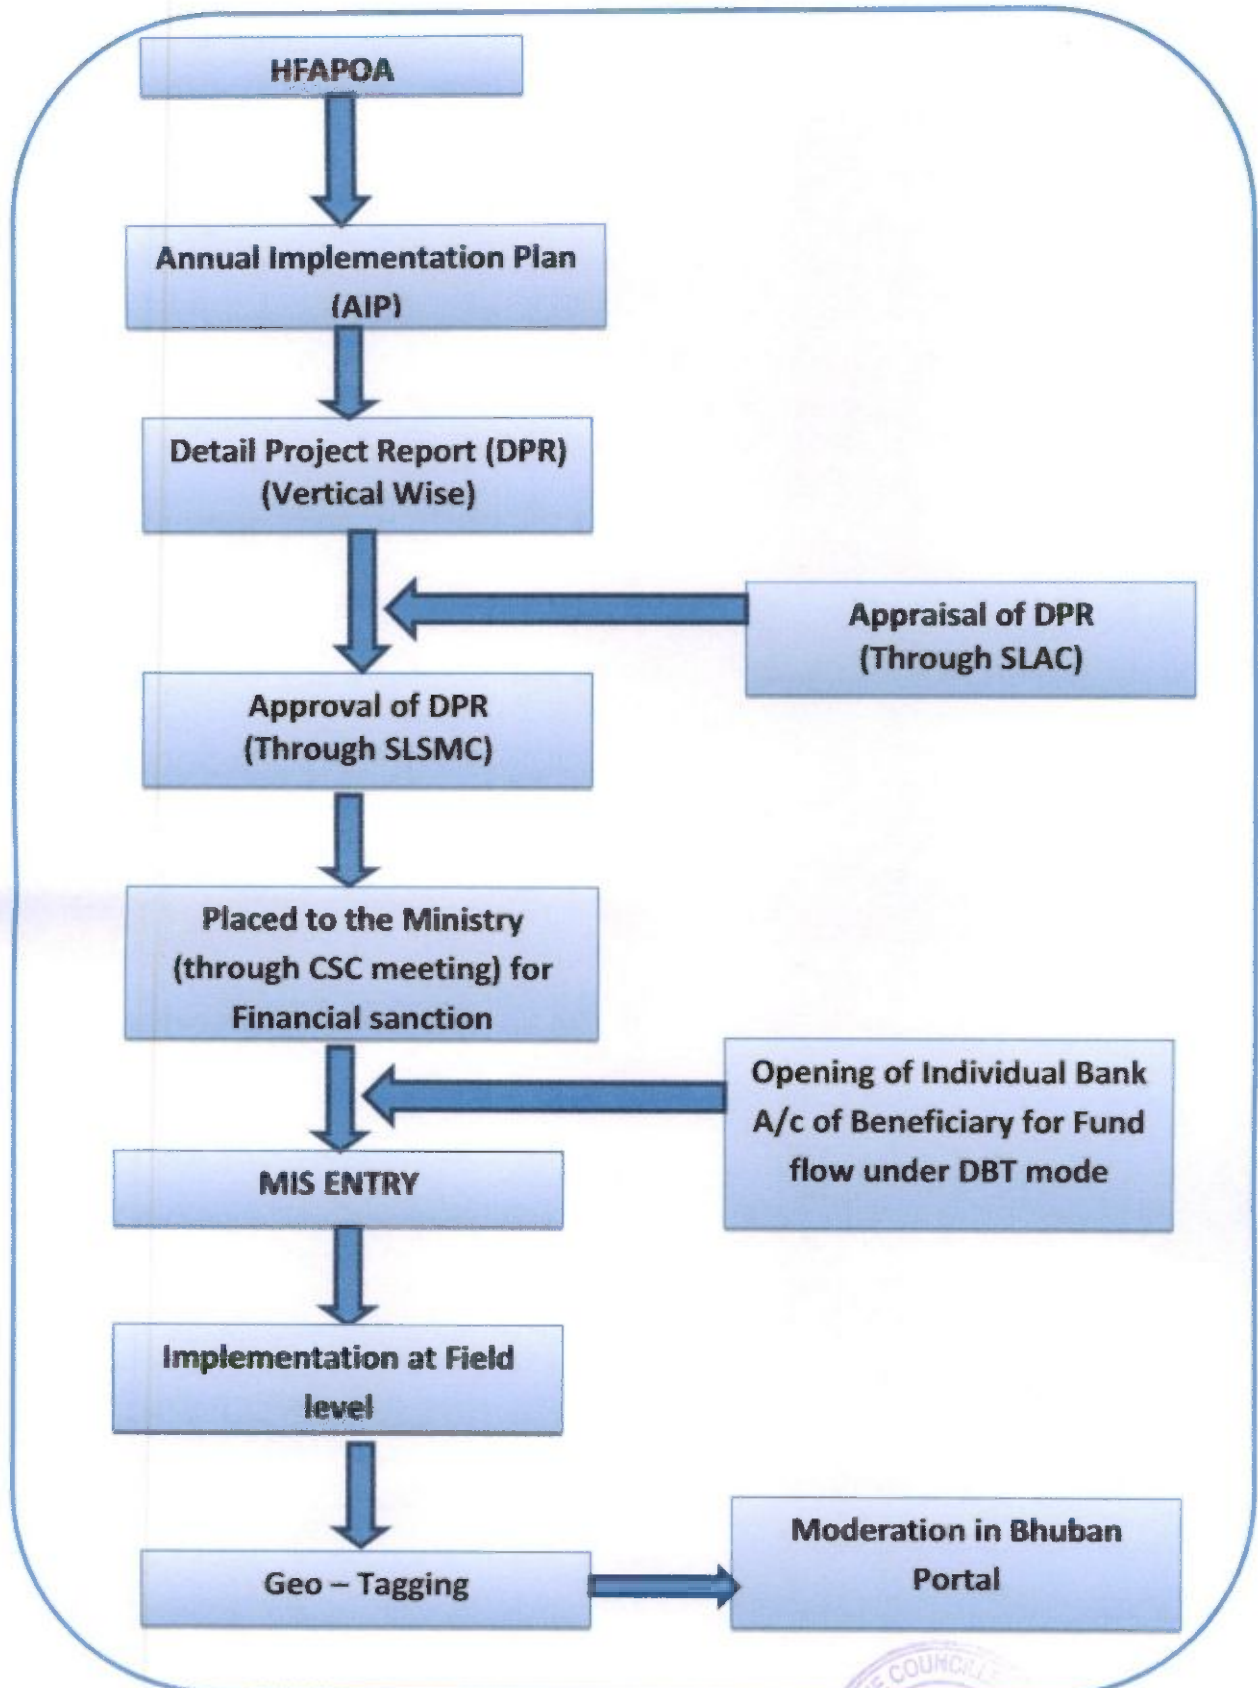 HFAPOA
Annual Implementation Plan
(AIP)
Detail Project Report (DPR)
(Vertical Wise)
Appraisal of DPR
(Through SLAC)
Approval of DPR
(Through SLSMC)
Placed to the Ministry
(through CSC meeting) for
Financial sanction
Opening of Individual Bank
A/c of Beneficiary for Fund
flow under DBT mode
MIS ENTRY
Implementation at Field
level
Geo – Tagging
Moderation in Bhuban
Portal